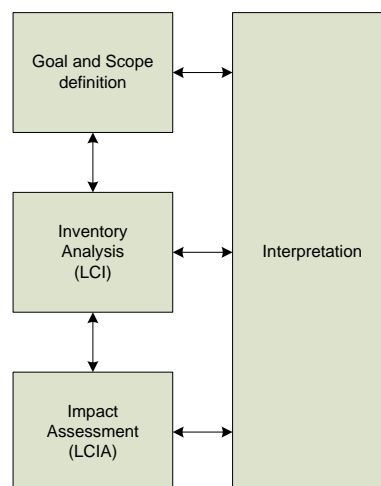 Goal and Scope
definition
Inventory
Analysis
(LCI)
Interpretation
Impact
Assessment
(LCIA)